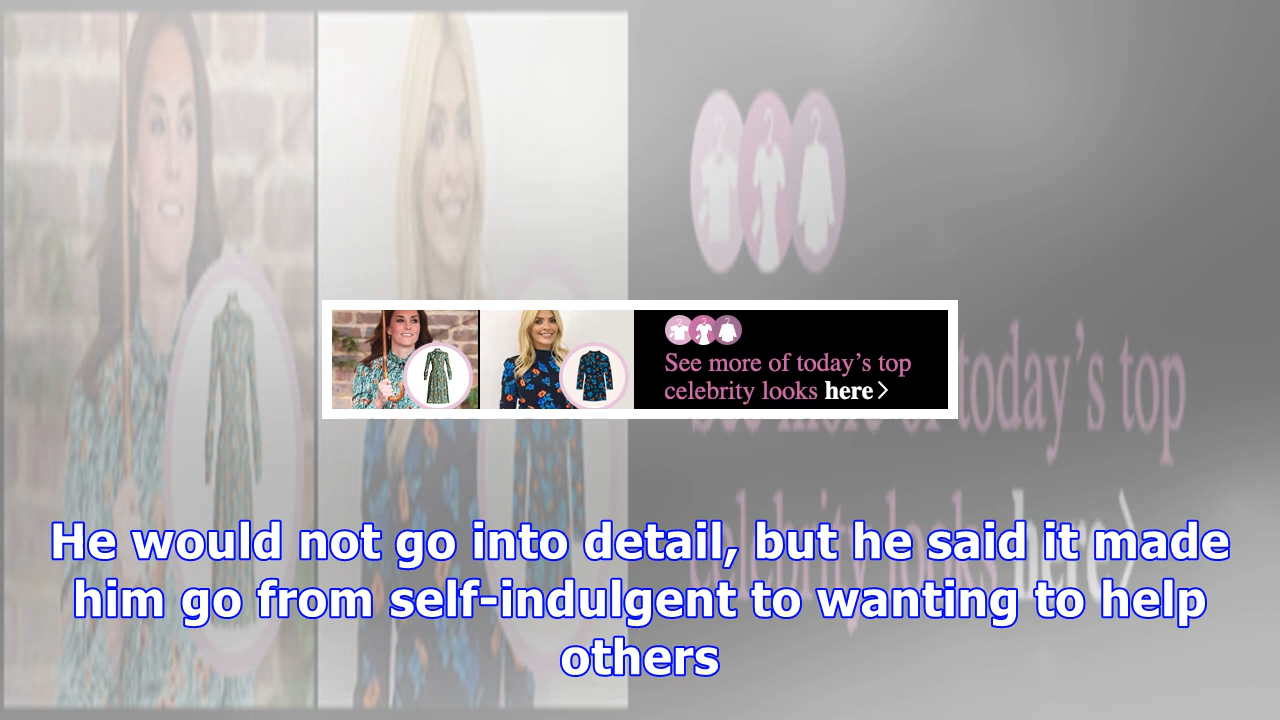 See more of today's top
celebrity looks here
He would not go into detail, but he said it made
him go from self-indulgent to wanting to help
others